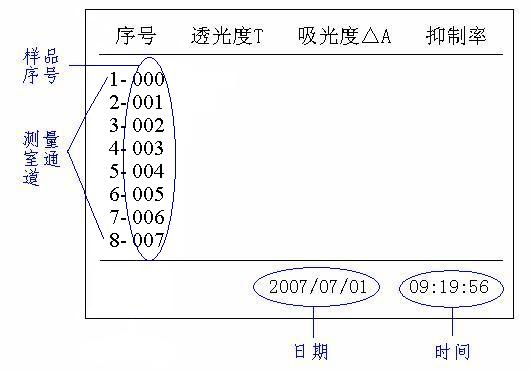 序号 透光度T 吸光度△A 抑制率
样品
序号
1- 000
2- 001
3- 002
测量
4- 003
室通
道
5- 004
6- 005
7- 006
8- 007
2007/07/01 09:19:56
日期 时间